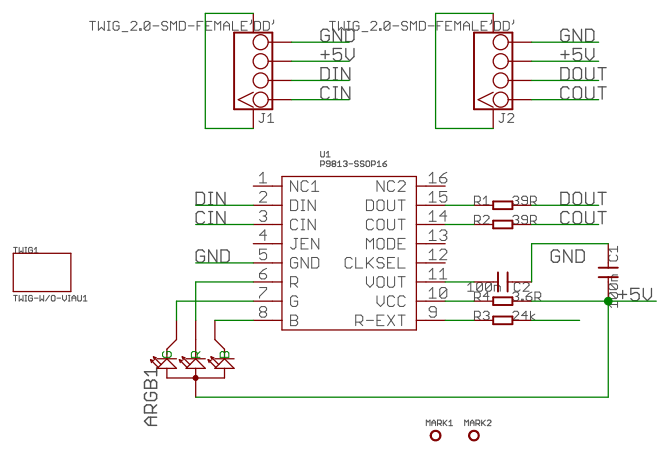 TWIG_2.0-SMD-FEMALE'DD'
TWIG_2.0-SMD-FEMALE'DD'
GND
+5V
DIN
CIN
J1
GND
+5V
DOUT
COUT
J2
U1
P9813-SSOP16
1 NC1 NC2 16
DIN 2 DIN DOUT 15 R1 39R DOUT
CIN 3 CIN COUT 14 R2 39R COUT
4 JEN MODE 13
GND 5 GND CLKSEL 12 GND C1
100m
6 R VOUT 11 100m C2
7 G VCC 10 R4 3.6R +5V
8 B R-EXT 9 R3 24k
TWIG1
TWIG-W/O-VIAU1
G R B
ARGB1
MARK1 MARK2